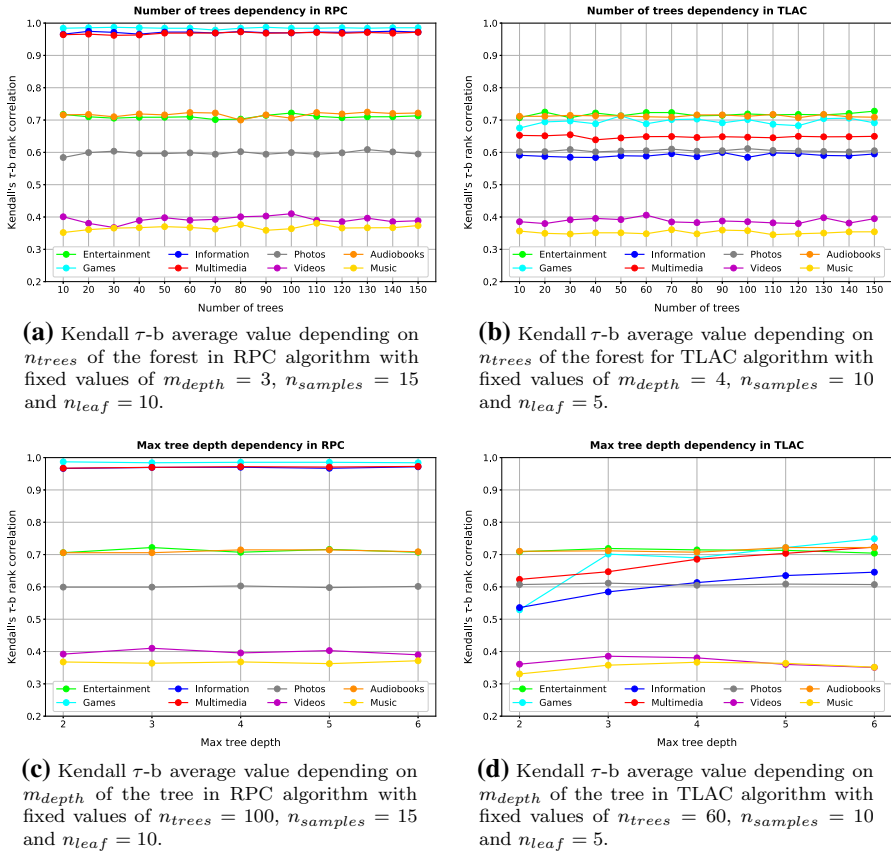 Number of trees dependency in RPC
Kendall's τ-b rank correlation
1,0
0,9
0,8
0,7
0,6
0,5
0,4
0,3
0,2
Entertainment Information Photos Audiobooks
Games Multimedia Videos Music
10 20 30 40 50 60 70 80 90 100 110 120 130 140 150
Number of trees
(a) Kendall τ-b average value depending on
n_trees of the forest in RPC algorithm with
fixed values of m_depth = 3, n_samples = 15
and n_leaf = 10.
Number of trees dependency in TLAC
Kendall's τ-b rank correlation
1,0
0,9
0,8
0,7
0,6
0,5
0,4
0,3
0,2
Entertainment Information Photos Audiobooks
Games Multimedia Videos Music
10 20 30 40 50 60 70 80 90 100 110 120 130 140 150
Number of trees
(b) Kendall τ-b average value depending on
n_trees of the forest for TLAC algorithm with
fixed values of m_depth = 4, n_samples = 10
and n_leaf = 5.
Max tree depth dependency in RPC
Kendall's τ-b rank correlation
1,0
0,9
0,8
0,7
0,6
0,5
0,4
0,3
0,2
Entertainment Information Photos Audiobooks
Games Multimedia Videos Music
2 3 4 5 6
Max tree depth
(c) Kendall τ-b average value depending on
m_depth of the tree in RPC algorithm with
fixed values of n_trees = 100, n_samples = 15
and n_leaf = 10.
Max tree depth dependency in TLAC
Kendall's τ-b rank correlation
1,0
0,9
0,8
0,7
0,6
0,5
0,4
0,3
0,2
Entertainment Information Photos Audiobooks
Games Multimedia Videos Music
2 3 4 5 6
Max tree depth
(d) Kendall τ-b average value depending on
m_depth of the tree in TLAC algorithm with
fixed values of n_trees = 60, n_samples = 10
and n_leaf = 5.